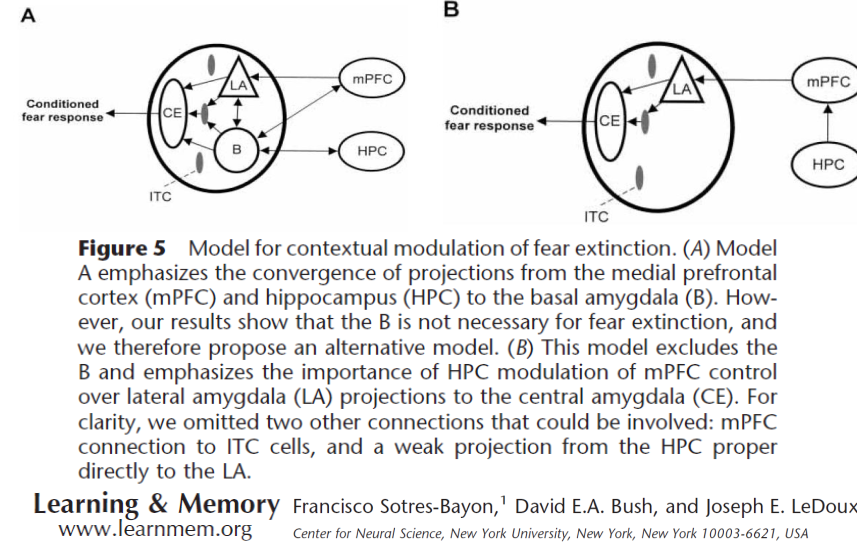 A
B
LA
mPFC
CE
Conditioned
fear response
B
HPC
ITC
LA
mPFC
CE
Conditioned
fear response
HPC
ITC
Figure 5 Model for contextual modulation of fear extinction. (A) Model
A emphasizes the convergence of projections from the medial prefrontal
cortex (mPFC) and hippocampus (HPC) to the basal amygdala (B). How-
ever, our results show that the B is not necessary for fear extinction, and
we therefore propose an alternative model. (B) This model excludes the
B and emphasizes the importance of HPC modulation of mPFC control
over lateral amygdala (LA) projections to the central amygdala (CE). For
clarity, we omitted two other connections that could be involved: mPFC
connection to ITC cells, and a weak projection from the HPC proper
directly to the LA.
Learning & Memory Francisco Sotres-Bayon,¹ David E.A. Bush, and Joseph E. LeDoux
www.learnmem.org Center for Neural Science, New York University, New York, New York 10003-6621, USA